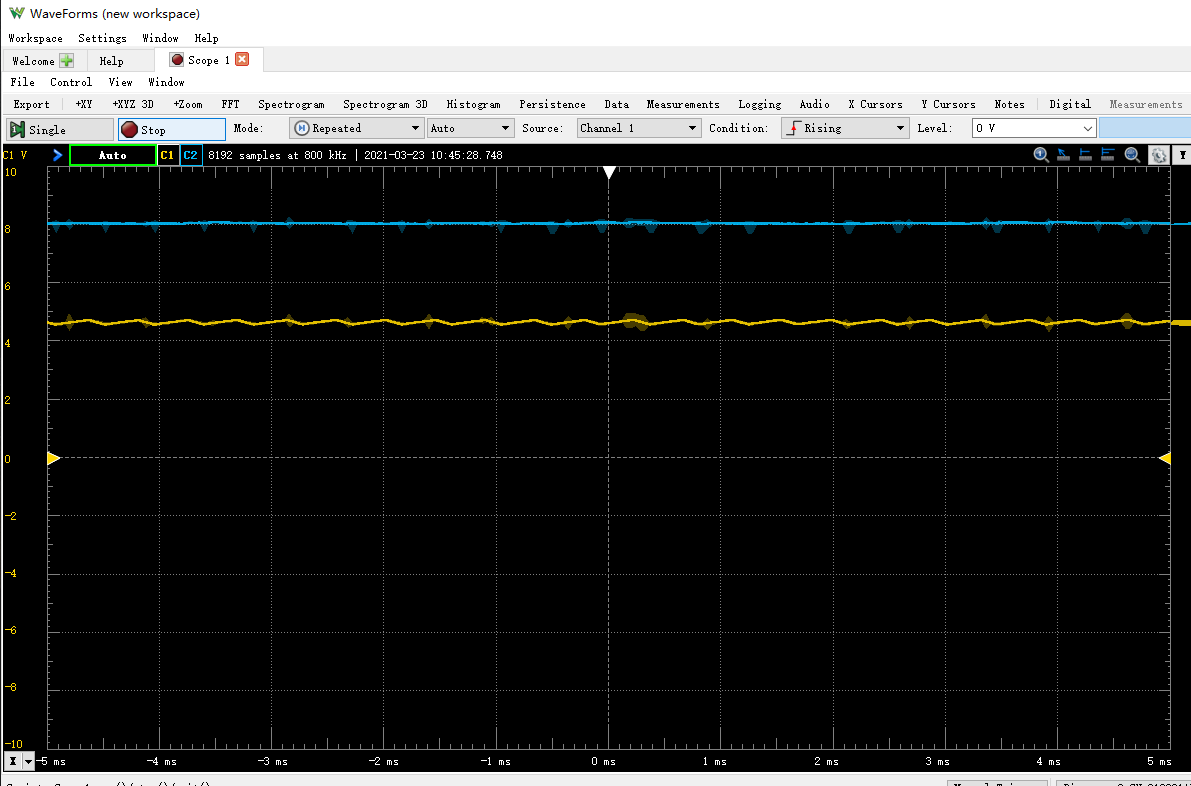 WaveForms (new workspace)
Workspace Settings Window Help
Welcome Help Scope 1
File Control View Window
Export +XY +XYZ 3D +Zoom FFT Spectrogram Spectrogram 3D Histogram Persistence Data Measurements Logging Audio X Cursors Y Cursors Notes Digital Measurements
Single Stop Mode: Repeated Auto Source: Channel 1 Condition: Rising Level: 0 V
C1 V Auto C1 C2 8192 samples at 800 kHz | 2021-03-23 10:45:28.748 Y
10
8
6
4
2
0
-2
-4
-6
-8
-10
X -5 ms -4 ms -3 ms -2 ms -1 ms 0 ms 1 ms 2 ms 3 ms 4 ms 5 ms